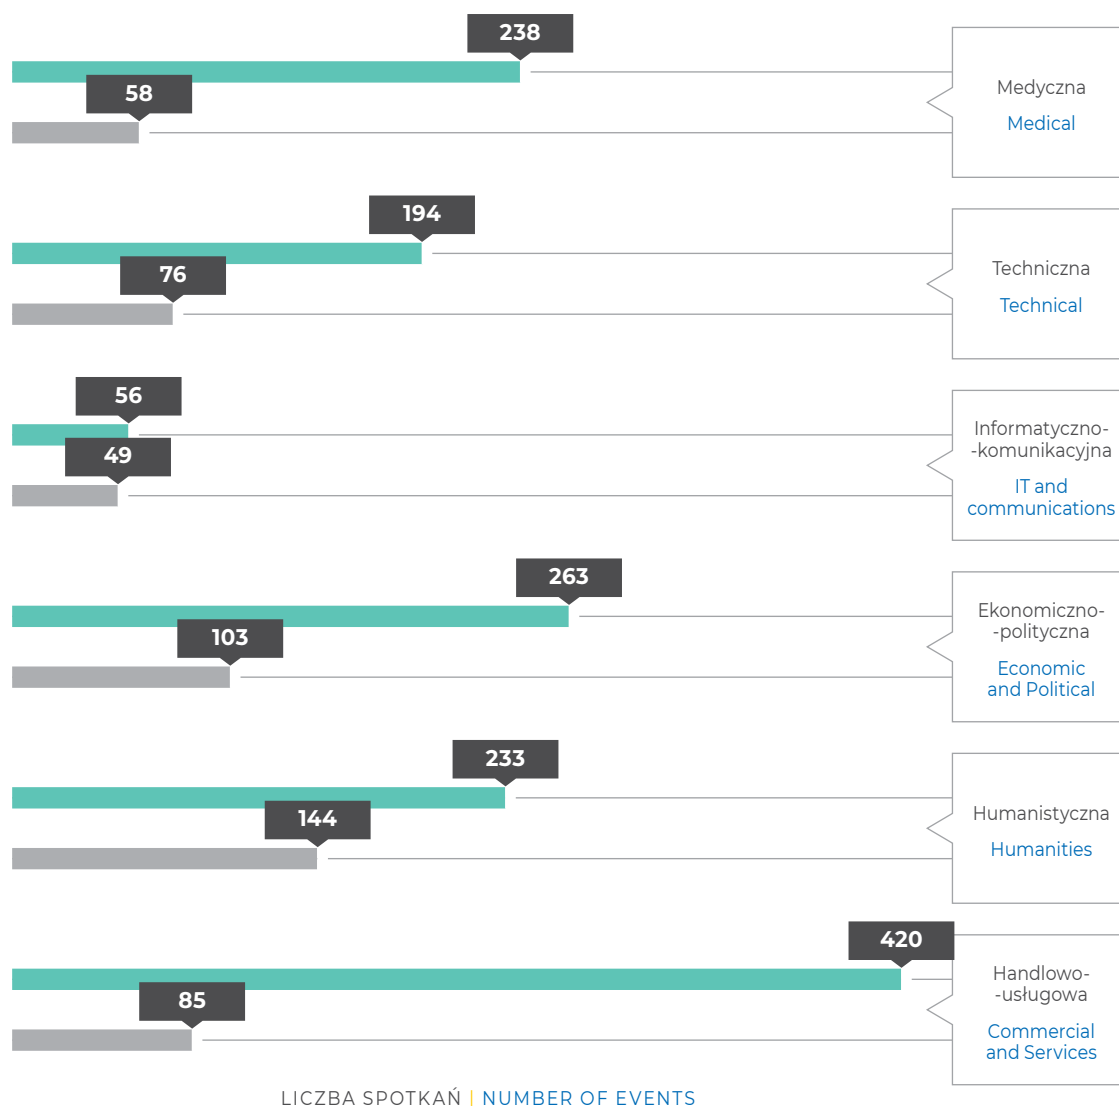 238
58
Medyczna
Medical
194
76
Techniczna
Technical
56
49
Informatyczno-
-komunikacyjna
IT and
communications
263
103
Ekonomiczno-
-polityczna
Economic
and Political
233
144
Humanistyczna
Humanities
420
85
Handlowo-
-usługowa
Commercial
and Services
LICZBA SPOTKAŃ | NUMBER OF EVENTS